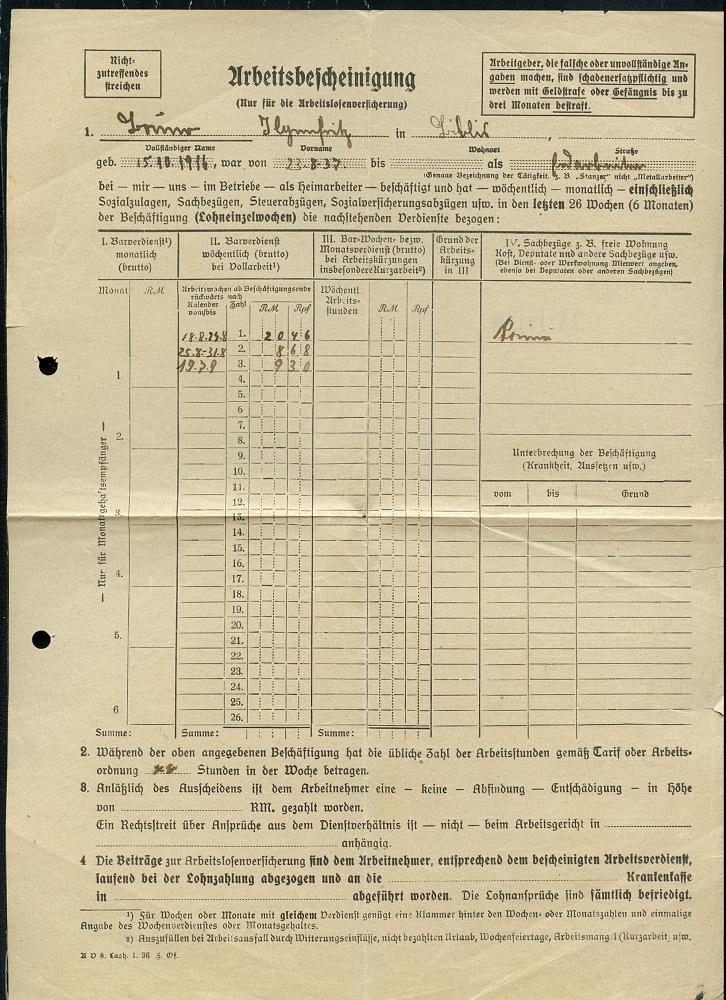 Nicht-
zutreffendes
streichen
Arbeitsbescheinigung
(Nur für die Arbeitslosenversicherung)
Arbeitgeber, die falsche oder unvollständige An-
gaben machen, sind schadenersatzpflichtig und
werden mit Geldstrafe oder Gefängnis bis zu
drei Monaten bestraft.
1. in Biblis
Vollständiger Name Vorname Wohnort Straße
geb. 15.10.1916, war von 23.8.37 bis als Erdarbeiter
(Genaue Bezeichnung der Tätigkeit, z. B. „Stanzer" nicht „Metallarbeiter")
bei — mir — uns — im Betriebe — als Heimarbeiter — beschäftigt und hat — wöchentlich — monatlich — einschließlich
Sozialzulagen, Sachbezügen, Steuerabzügen, Sozialversicherungsabzügen usw. in den letzten 26 Wochen (6 Monaten)
der Beschäftigung (Lohneinzelwochen) die nachstehenden Verdienste bezogen:
I. Barverdienst¹)
monatlich
(brutto)
II. Barverdienst
wöchentlich (brutto)
bei Vollarbeit¹)
III. Bar-Wochen- bezw.
Monatsverdienst (brutto)
bei Arbeitskürzungen
insbesondere Kurzarbeit²)
Grund der
Arbeits-
kürzung
in III
IV. Sachbezüge z. B. freie Wohnung
Kost, Deputate und andere Sachbezüge usw.
(Bei Dienst- oder Werkwohnung Mietwert angeben,
ebenso bei Deputaten oder anderen Sachbezügen)
Monat RM
Arbeitswochen ab Beschäftigungsende
rückwärts nach
Kalender Zahl RM Rpf
vom/bis
Wöchentl.
Arbeits-
stunden
RM Rpf
— Nur für Monatsgehaltsempfänger —
1.
20 46
25.8-31.8 2. 8 68
3. 9 30
1
4.
5.
6
7.
2.
8.
9.
10.
11.
12.
3.
13.
14.
15.
16.
4.
17.
18.
19.
20.
5.
21.
22.
23.
24.
25.
6
26.
keine
Unterbrechung der Beschäftigung
(Krankheit, Aussetzen usw.)
vom bis Grund
Summe: Summe: Summe:
2. Während der oben angegebenen Beschäftigung hat die übliche Zahl der Arbeitsstunden gemäß Tarif oder Arbeits-
ordnung 48 Stunden in der Woche betragen.
3. Anläßlich des Ausscheidens ist dem Arbeitnehmer eine — keine — Abfindung — Entschädigung — in Höhe
von RM. gezahlt worden.
Ein Rechtsstreit über Ansprüche aus dem Dienstverhältnis ist — nicht — beim Arbeitsgericht in
anhängig.
4 Die Beiträge zur Arbeitslosenversicherung sind dem Arbeitnehmer, entsprechend dem bescheinigten Arbeitsverdienst,
laufend bei der Lohnzahlung abgezogen und an die Krankenkasse
in abgeführt worden. Die Lohnansprüche sind sämtlich befriedigt.
¹) Für Wochen oder Monate mit gleichem Verdienst genügt eine Klammer hinter den Wochen- oder Monatszahlen und einmalige
Angabe des Wochenverdienstes oder Monatsgehaltes.
²) Auszufüllen bei Arbeitsausfall durch Witterungseinflüsse, nicht bezahlten Urlaub, Wochenfeiertage, Arbeitsmangel (Kurzarbeit, usw.